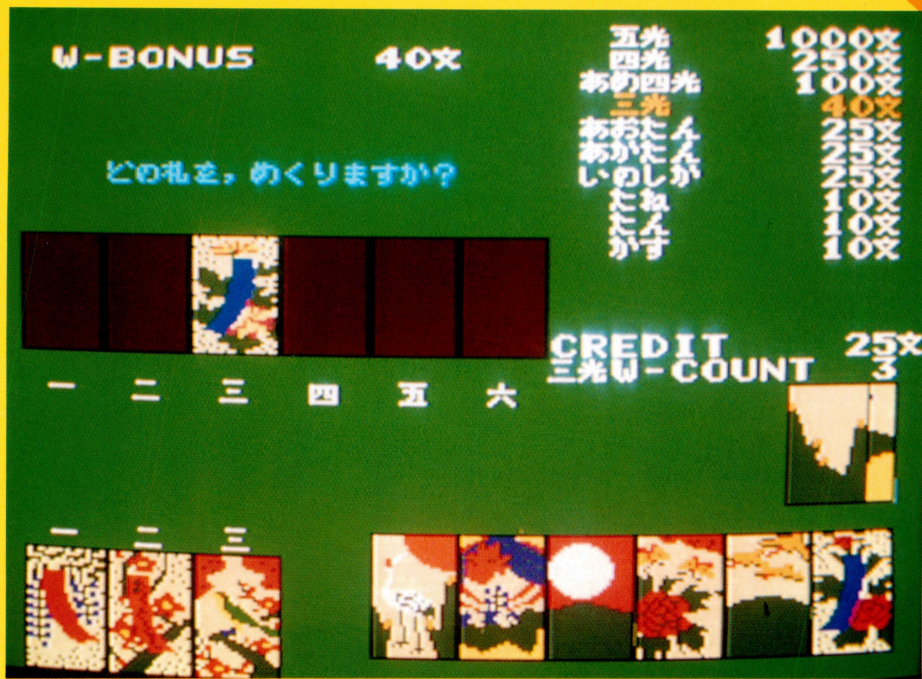 W-BONUS 40文
五光 1000文
四光 250文
あめ四光 100文
三光 40文
あおたん 25文
あかたん 25文
いのしか 25文
たね 10文
たん 10文
かす 10文
どの札を,めくりますか?
CREDIT 25文
三光W-COUNT 3
一 二 三 四 五 六
一 二 三